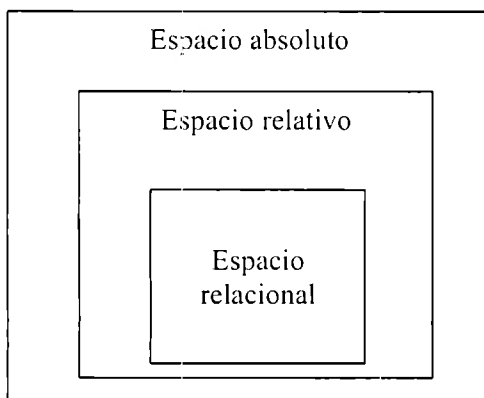 Espacio absoluto
Espacio relativo
Espacio
relacional